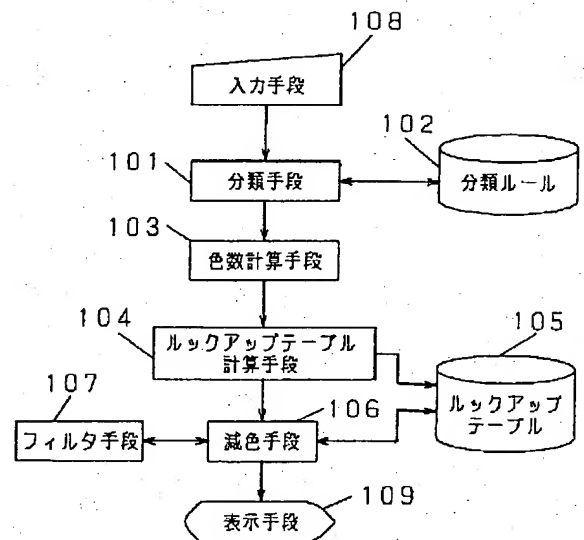 108
入力手段
102
101
分類手段
分類ルール
103
色数計算手段
104
ルックアップテーブル
計算手段
105
ルックアップ
テーブル
107
106
フィルタ手段
減色手段
109
表示手段